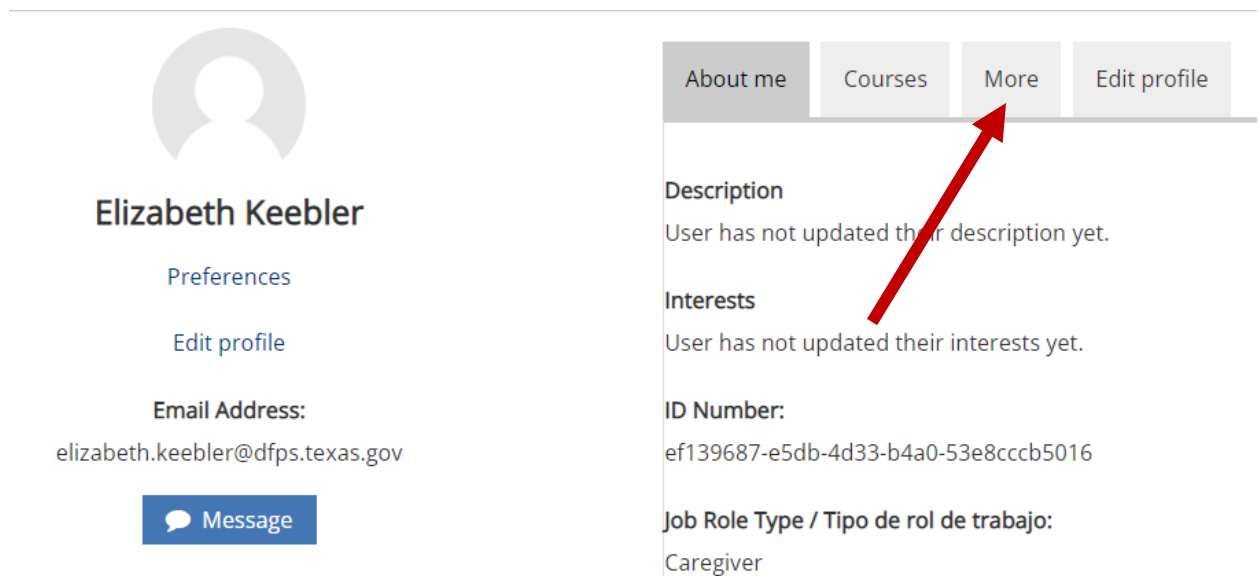 Elizabeth Keebler
Preferences
Edit profile
Email Address:
elizabeth.keebler@dfps.texas.gov
Message
About me
Courses
More
Edit profile
Description
User has not updated their description yet.
Interests
User has not updated their interests yet.
ID Number:
ef139687-e5db-4d33-b4a0-53e8cccb5016
Job Role Type / Tipo de rol de trabajo:
Caregiver